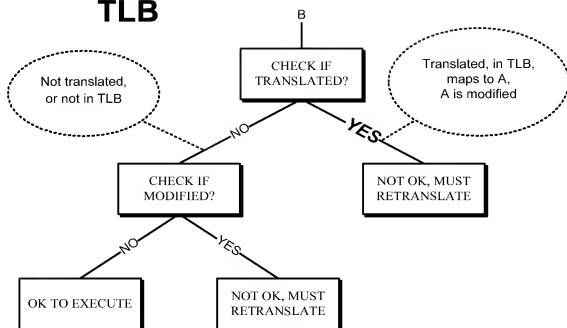 TLB
B
CHECK IF
TRANSLATED?
Not translated,
or not in TLB
Translated, in TLB,
maps to A,
A is modified
NO
YES
CHECK IF
MODIFIED?
NOT OK, MUST
RETRANSLATE
NO
YES
OK TO EXECUTE
NOT OK, MUST
RETRANSLATE